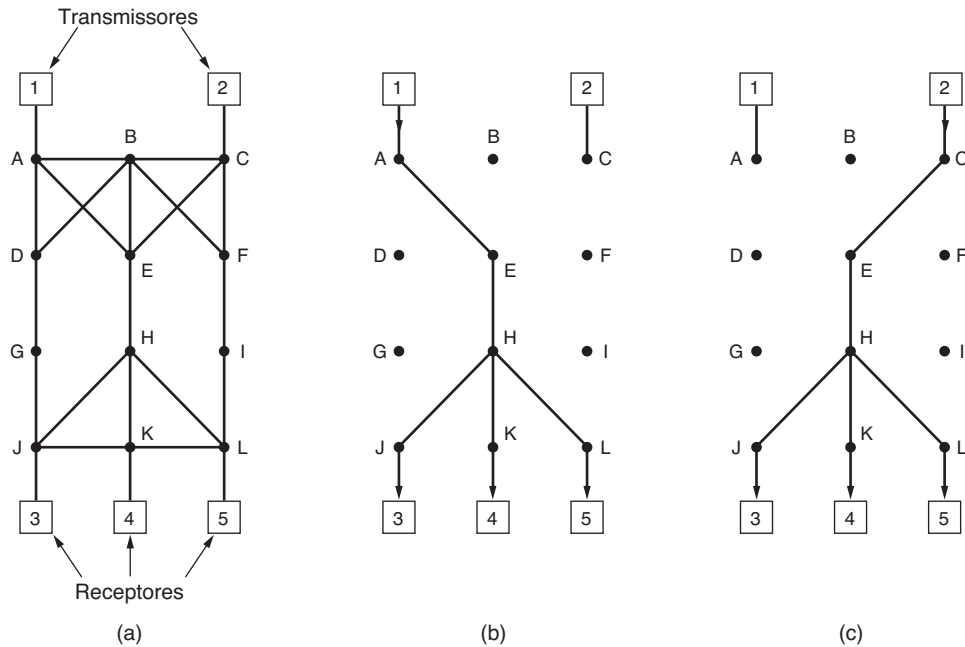 Transmissores
1 2 1 2 1 2
B B B
A C A C A C
D F D F D F
E E E
H H H
G I G I G I
K K K
J L J L J L
3 4 5 3 4 5 3 4 5
Receptores
(a) (b) (c)